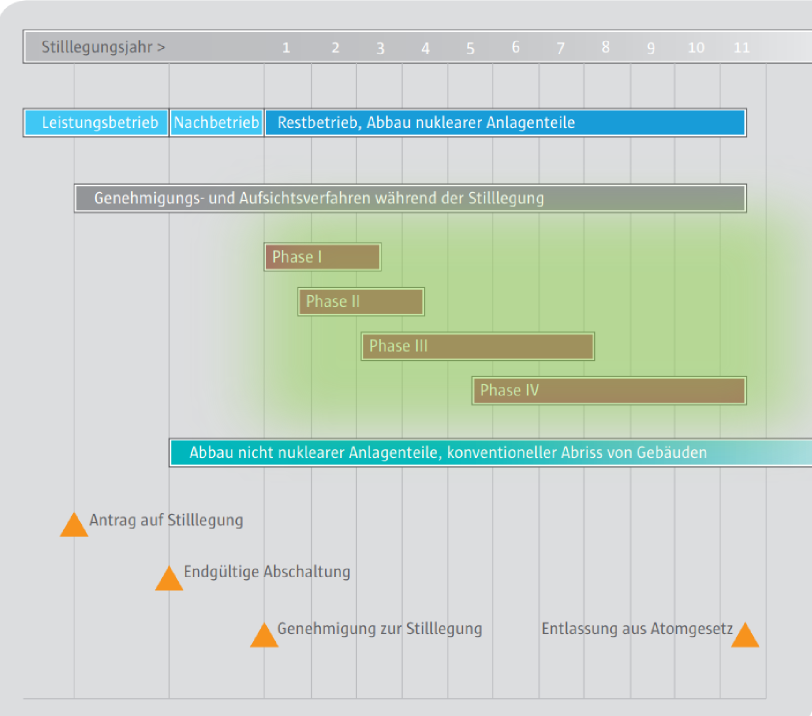 Stilllegungsjahr > 1 2 3 4 5 6 7 8 9 10 11
Leistungsbetrieb Nachbetrieb Restbetrieb, Abbau nuklearer Anlagenteile
Genehmigungs- und Aufsichtsverfahren während der Stilllegung
Phase I
Phase II
Phase III
Phase IV
Abbau nicht nuklearer Anlagenteile, konventioneller Abriss von Gebäuden
Antrag auf Stilllegung
Endgültige Abschaltung
Genehmigung zur Stilllegung Entlassung aus Atomgesetz